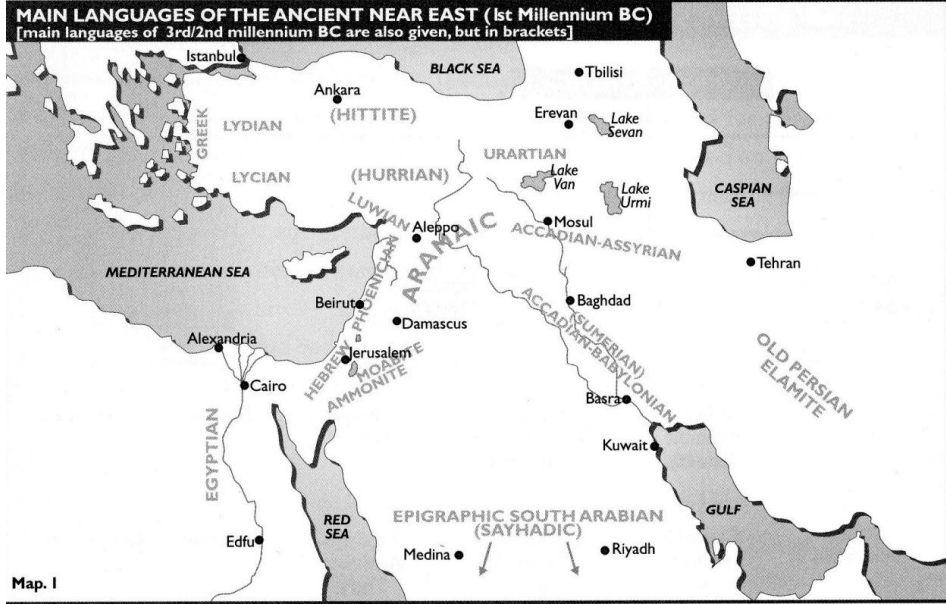 MAIN LANGUAGES OF THE ANCIENT NEAR EAST (Ist Millennium BC)
[main languages of 3rd/2nd millennium BC are also given, but in brackets]
Istanbul
BLACK SEA
Tbilisi
Ankara
(HITTITE)
Erevan
Lake
Sevan
GREEK
LYDIAN
URARTIAN
LYCIAN
(HURRIAN)
Lake
Van
Lake
Urmi
CASPIAN
SEA
LUWIAN
Aleppo
Mosul
ARAMAIC
ACCADIAN-ASSYRIAN
MEDITERRANEAN SEA
Tehran
PHOENICIAN
Beirut
Baghdad
Damascus
(SUMERIAN)
ACCADIAN-BABYLONIAN
Alexandria
Jerusalem
HEBREW
MOABITE
AMMONITE
OLD PERSIAN
ELAMITE
Cairo
Basra
EGYPTIAN
Kuwait
RED
SEA
EPIGRAPHIC SOUTH ARABIAN
(SAYHADIC)
GULF
Edfu
Medina
Riyadh
Map. I